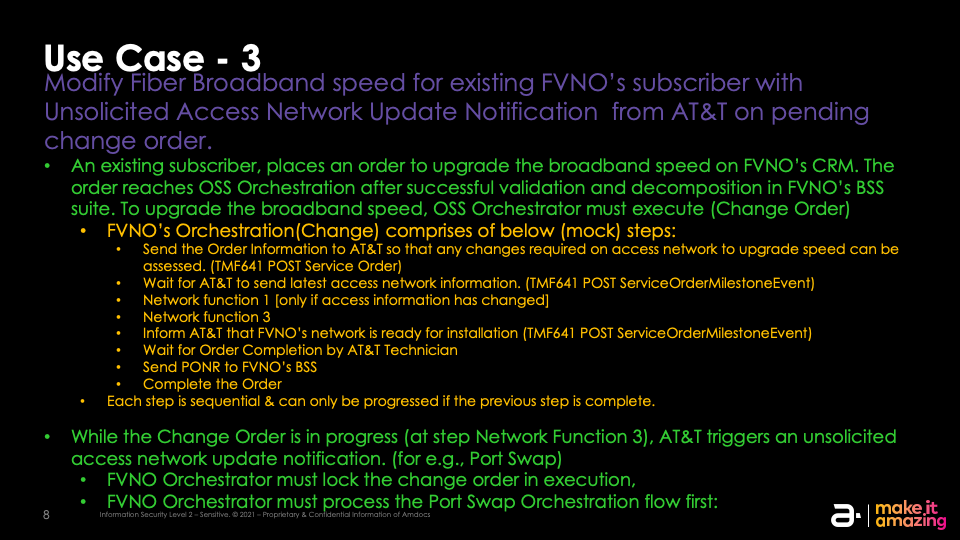 Use Case - 3
Modify Fiber Broadband speed for existing FVNO's subscriber with
Unsolicited Access Network Update Notification from AT&T on pending
change order.
• An existing subscriber, places an order to upgrade the broadband speed on FVNO's CRM. The
order reaches OSS Orchestration after successful validation and decomposition in FVNO's BSS
suite. To upgrade the broadband speed, OSS Orchestrator must execute (Change Order)
• FVNO's Orchestration(Change) comprises of below (mock) steps:
• Send the Order Information to AT&T so that any changes required on access network to upgrade speed can be
assessed. (TMF641 POST Service Order)
• Wait for AT&T to send latest access network information. (TMF641 POST ServiceOrderMilestoneEvent)
• Network function 1 [only if access information has changed]
• Network function 3
• Inform AT&T that FVNO's network is ready for installation (TMF641 POST ServiceOrderMilestoneEvent)
• Wait for Order Completion by AT&T Technician
• Send PONR to FVNO's BSS
• Complete the Order
• Each step is sequential & can only be progressed if the previous step is complete.
• While the Change Order is in progress (at step Network Function 3), AT&T triggers an unsolicited
access network update notification. (for e.g., Port Swap)
• FVNO Orchestrator must lock the change order in execution,
• FVNO Orchestrator must process the Port Swap Orchestration flow first:
8
Information Security Level 2 – Sensitive. © 2021 – Proprietary & Confidential Information of Amdocs
a
make it
amazing